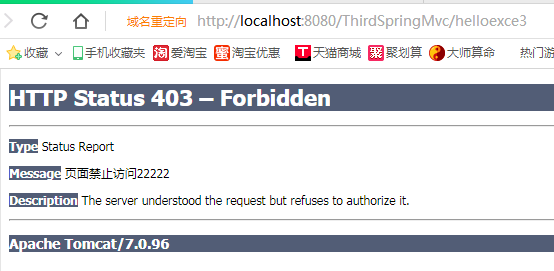 域名重定向 http://localhost:8080/ThirdSpringMvc/helloexce3
收藏 手机收藏夹 淘 爱淘宝 蜜 淘宝优惠 T 天猫商城 聚 聚划算 大师算命 热门游
HTTP Status 403 – Forbidden
Type Status Report
Message 页面禁止访问22222
Description The server understood the request but refuses to authorize it.
Apache Tomcat/7.0.96